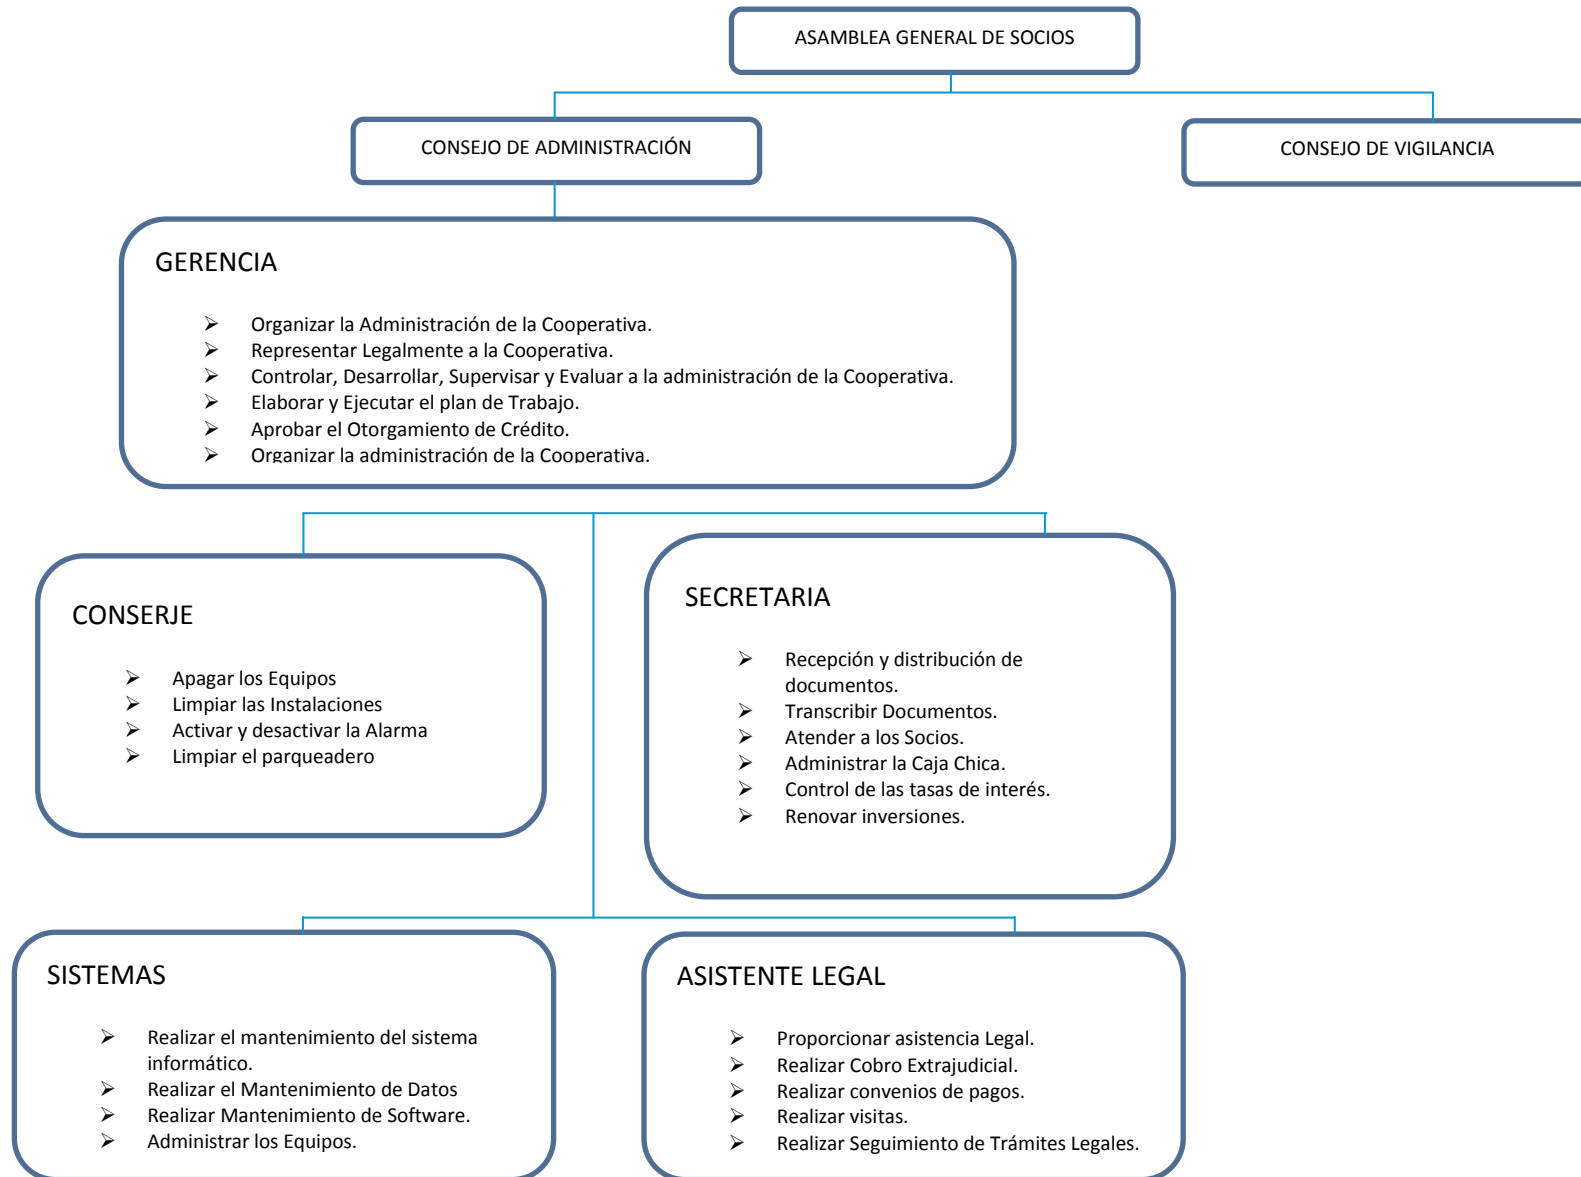 ASAMBLEA GENERAL DE SOCIOS
CONSEJO DE ADMINISTRACIÓN
CONSEJO DE VIGILANCIA
GERENCIA
➢ Organizar la Administración de la Cooperativa.
➢ Representar Legalmente a la Cooperativa.
➢ Controlar, Desarrollar, Supervisar y Evaluar a la administración de la Cooperativa.
➢ Elaborar y Ejecutar el plan de Trabajo.
➢ Aprobar el Otorgamiento de Crédito.
➢ Organizar la administración de la Cooperativa.
CONSERJE
➢ Apagar los Equipos
➢ Limpiar las Instalaciones
➢ Activar y desactivar la Alarma
➢ Limpiar el parqueadero
SECRETARIA
➢ Recepción y distribución de
documentos.
➢ Transcribir Documentos.
➢ Atender a los Socios.
➢ Administrar la Caja Chica.
➢ Control de las tasas de interés.
➢ Renovar inversiones.
SISTEMAS
➢ Realizar el mantenimiento del sistema
informático.
➢ Realizar el Mantenimiento de Datos
➢ Realizar Mantenimiento de Software.
➢ Administrar los Equipos.
ASISTENTE LEGAL
➢ Proporcionar asistencia Legal.
➢ Realizar Cobro Extrajudicial.
➢ Realizar convenios de pagos.
➢ Realizar visitas.
➢ Realizar Seguimiento de Trámites Legales.